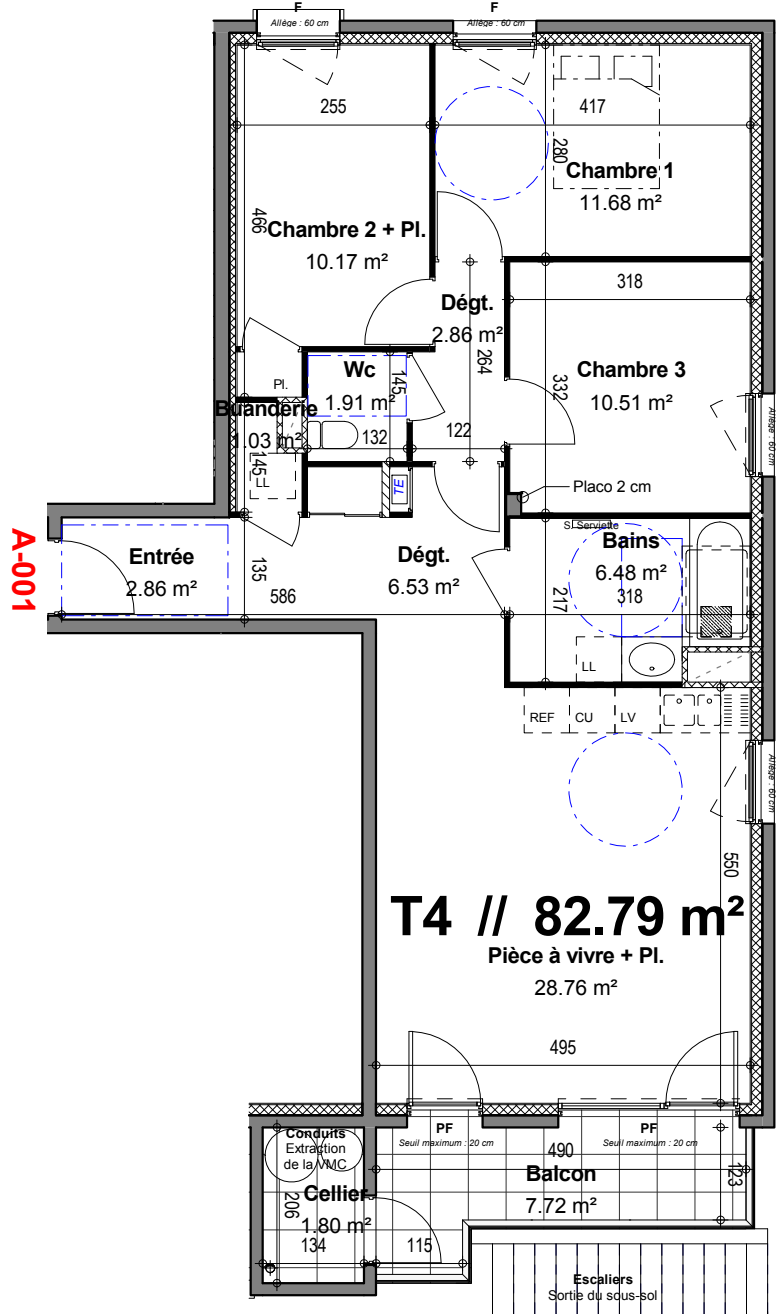 F
Allège : 60 cm
F
Allège : 60 cm
255
417
280
Chambre 1
11.68 m²
466
Chambre 2 + Pl.
10.17 m²
318
Dégt.
2.86 m²
264
332
Chambre 3
10.51 m²
Wc
1.91 m²
145
132
122
Pl.
Buanderie
1.03 m²
145
LL
TE
Allège : 60 cm
Placo 2 cm
S. Serviette
Bains
6.48 m²
318
217
LL
A-001
Entrée
2.86 m²
135
586
Dégt.
6.53 m²
REF
CU
LV
Allège : 60 cm
550
T4 // 82.79 m²
Pièce à vivre + Pl.
28.76 m²
495
PF
Seuil maximum : 20 cm
PF
Seuil maximum : 20 cm
490
123
Balcon
7.72 m²
Conduits
Extraction
de la VMC
206
Cellier
1.80 m²
134
115
Escaliers
Sortie du sous-sol